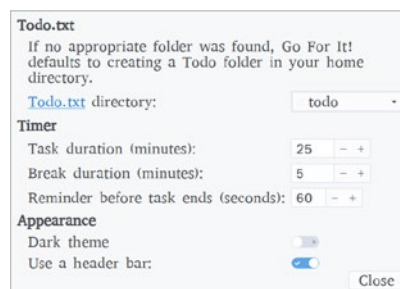 Todo.txt
If no appropriate folder was found, Go For It!
defaults to creating a Todo folder in your home
directory.
Todo.txt directory: todo
Timer
Task duration (minutes): 25 - +
Break duration (minutes): 5 - +
Reminder before task ends (seconds): 60 - +
Appearance
Dark theme
Use a header bar:
Close